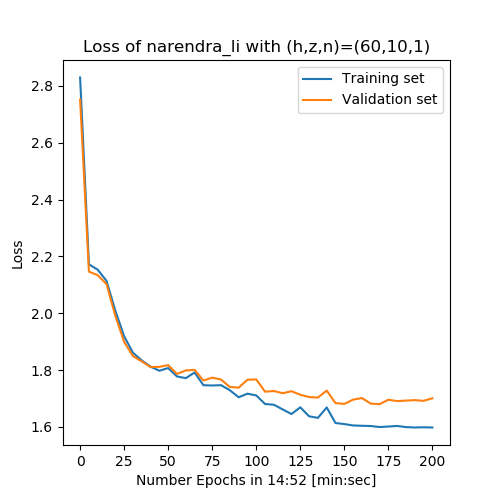 Loss of narendra_li with (h,z,n)=(60,10,1)
Training set
Validation set
2.8
2.6
2.4
2.2
2.0
1.8
1.6
Loss
0 25 50 75 100 125 150 175 200
Number Epochs in 14:52 [min:sec]